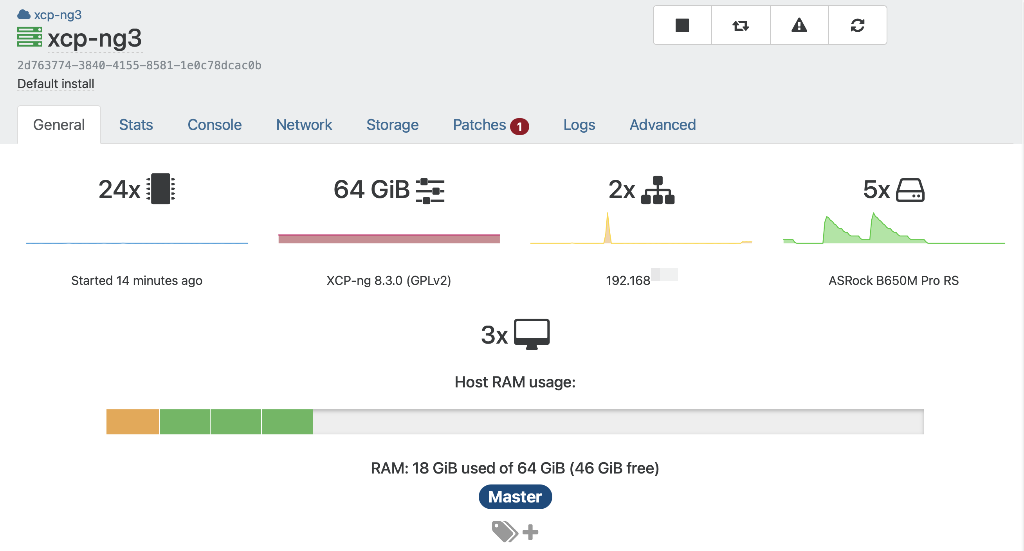 xcp-ng3
xcp-ng3
2d763774-3840-4155-8581-1e0c78dcac0b
Default install
General Stats Console Network Storage Patches 1 Logs Advanced
24x 64 GiB 2x 5x
Started 14 minutes ago XCP-ng 8.3.0 (GPLv2) 192.168 ASRock B650M Pro RS
3x
Host RAM usage:
RAM: 18 GiB used of 64 GiB (46 GiB free)
Master